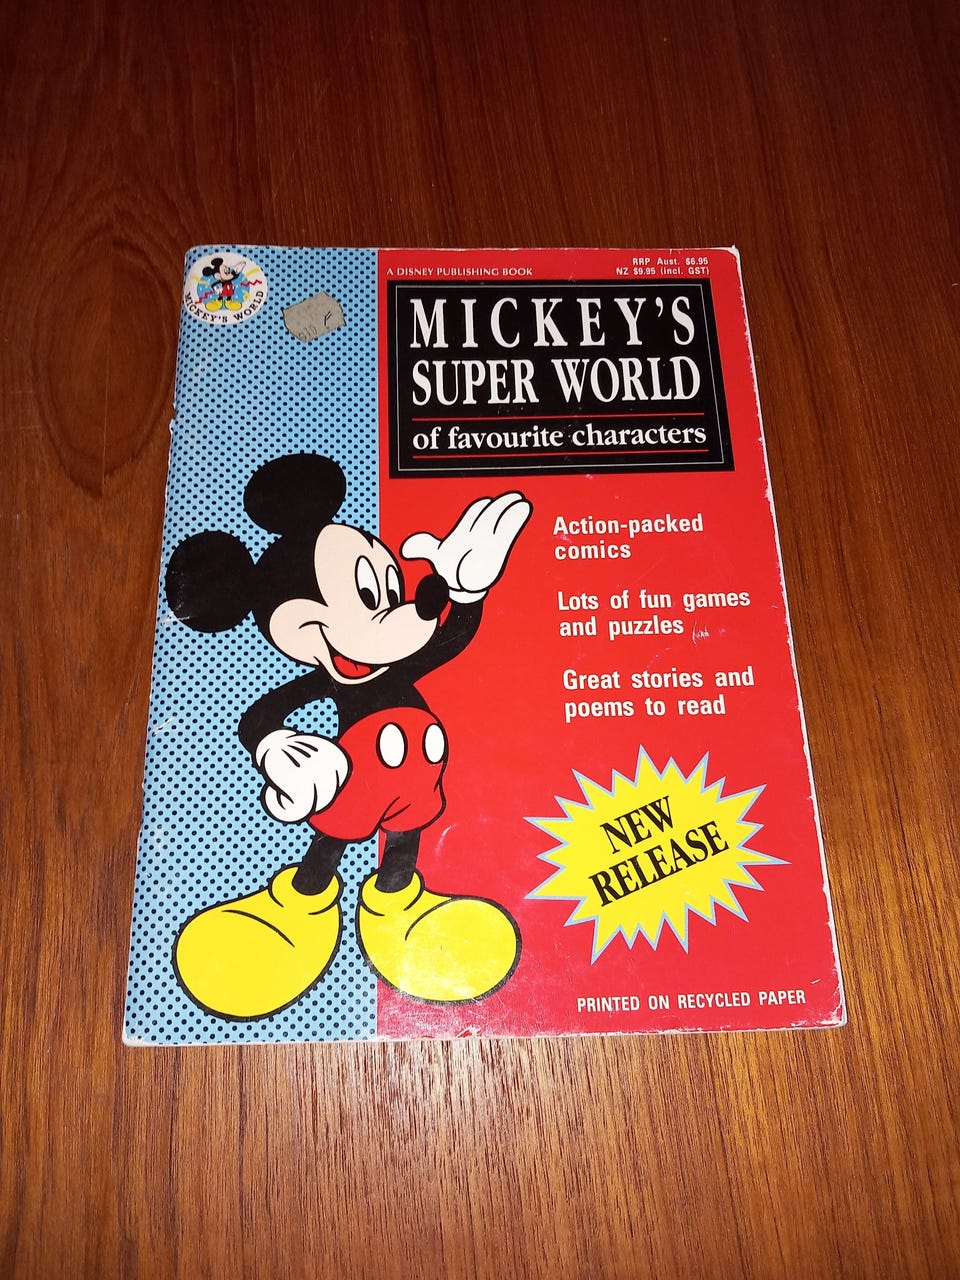 MICKEY'S WORLD
A DISNEY PUBLISHING BOOK
RRP Aust. $6.95
NZ $9.95 (incl. GST)
MICKEY'S
SUPER WORLD
of favourite characters
Action-packed
comics
Lots of fun games
and puzzles
Great stories and
poems to read
NEW
RELEASE
PRINTED ON RECYCLED PAPER